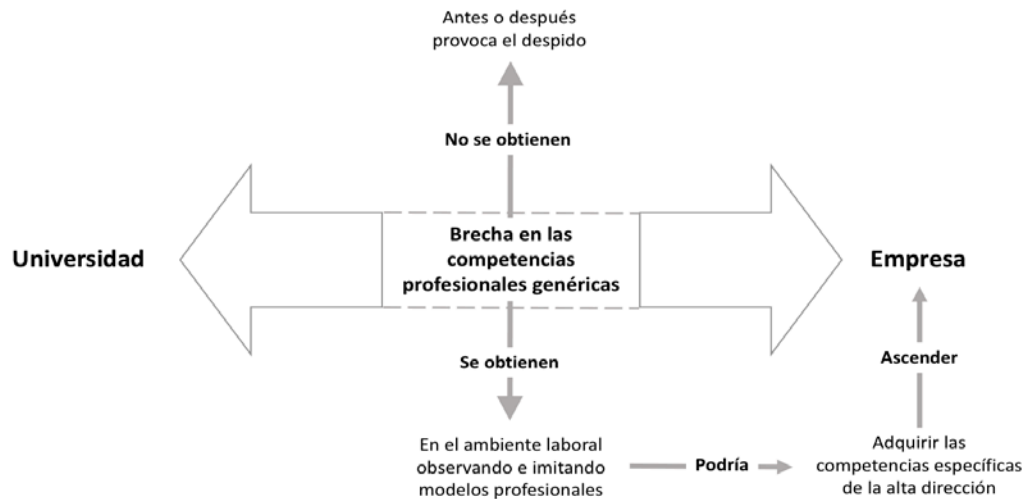 Antes o después
provoca el despido
No se obtienen
Universidad
Brecha en las
competencias
profesionales genéricas
Empresa
Se obtienen
Ascender
En el ambiente laboral
observando e imitando
modelos profesionales
Podría
Adquirir las
competencias específicas
de la alta dirección